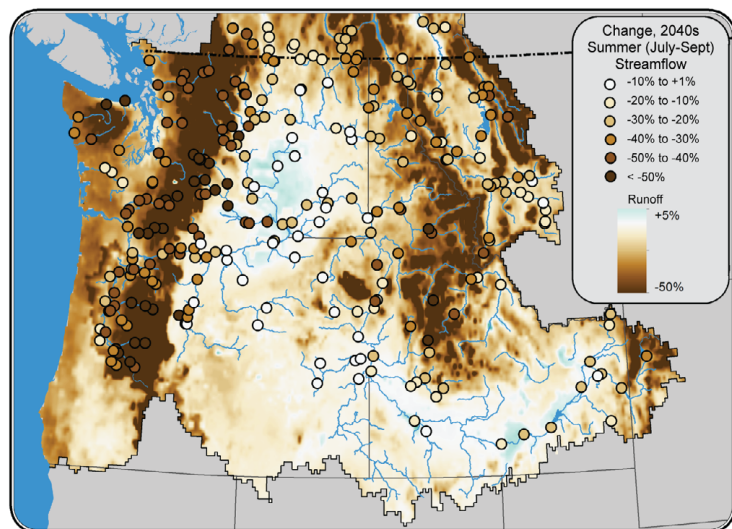 Change, 2040s
Summer (July-Sept)
Streamflow
-10% to +1%
-20% to -10%
-30% to -20%
-40% to -30%
-50% to -40%
< -50%
Runoff
+5%
-50%